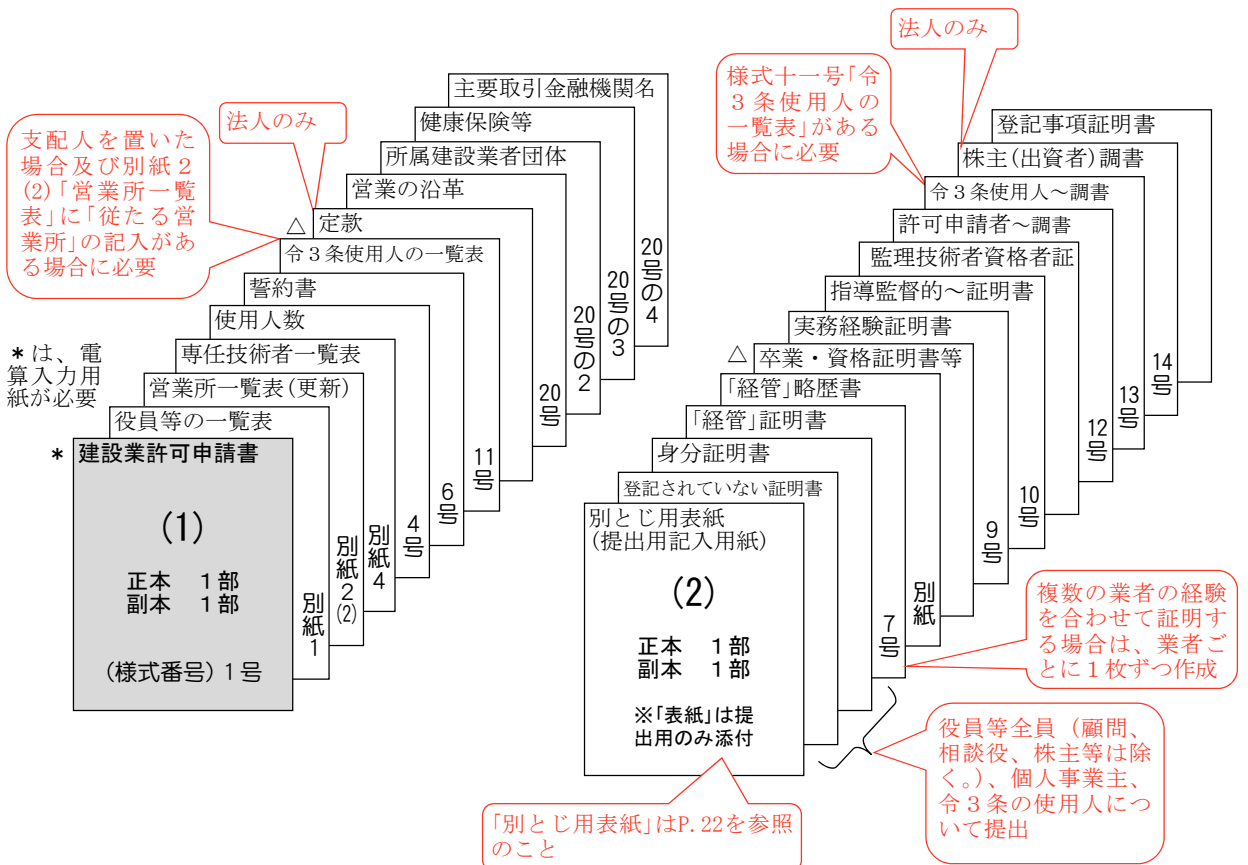 法人のみ
支配人を置いた
場合及び別紙２
(2)「営業所一覧
表」に「従たる営
業所」の記入があ
る場合に必要
主要取引金融機関名
健康保険等
所属建設業者団体
営業の沿革
△
定款
令３条使用人の一覧表
誓約書
使用人数
専任技術者一覧表
営業所一覧表(更新)
役員等の一覧表
*は、電
算入力用
紙が必要
* 建設業許可申請書
(1)
正本　１部
副本　１部
(様式番号)１号
別紙１
別紙２(2)
別紙４
４号
６号
11号
20号
20号の２
20号の３
20号の４
法人のみ
様式十一号「令
３条使用人の
一覧表」がある
場合に必要
登記事項証明書
株主(出資者)調書
令３条使用人～調書
許可申請者～調書
監理技術者資格者証
指導監督的～証明書
実務経験証明書
△
卒業・資格証明書等
「経管」略歴書
「経管」証明書
身分証明書
登記されていない証明書
別とじ用表紙
(提出用記入用紙)
(2)
正本　１部
副本　１部
※「表紙」は提
出用のみ添付
７号
別紙
９号
10号
12号
13号
14号
複数の業者の経験
を合わせて証明す
る場合は、業者ご
とに１枚ずつ作成
役員等全員（顧問、
相談役、株主等は除
く。）、個人事業主、
令３条の使用人につ
いて提出
「別とじ用表紙」はP.22を参照
のこと